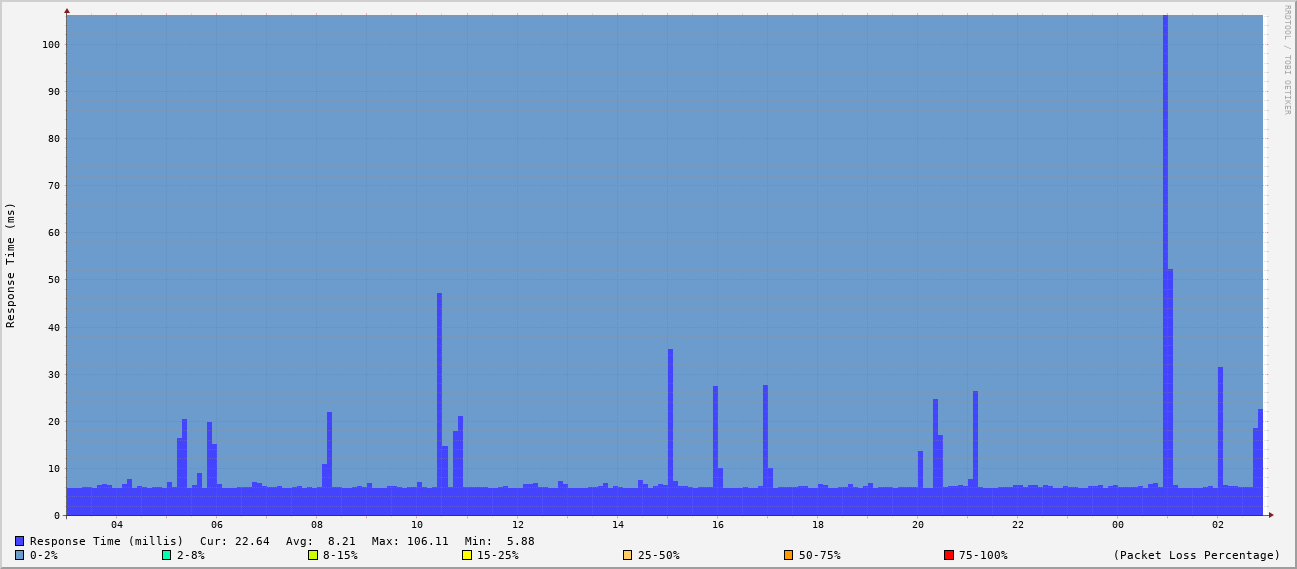 RRDTOOL / TOBI OETIKER
Response Time (ms)
100
90
80
70
60
50
40
30
20
10
0
04 06 08 10 12 14 16 18 20 22 00 02
Response Time (millis) Cur: 22.64 Avg: 8.21 Max: 106.11 Min: 5.88
0-2% 2-8% 8-15% 15-25% 25-50% 50-75% 75-100% (Packet Loss Percentage)